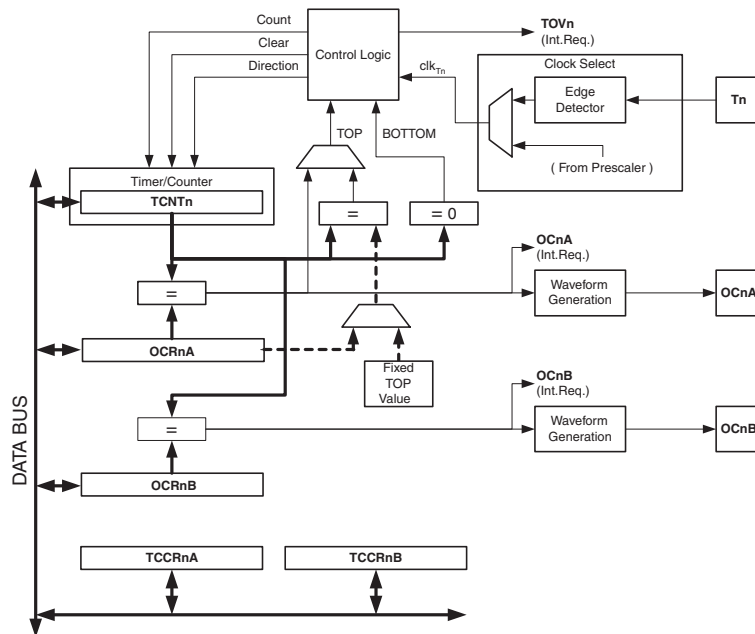 Count
Clear
Direction
Control Logic
TOVn
(Int.Req.)
clkTn
Clock Select
Edge
Detector
Tn
( From Prescaler )
TOP
BOTTOM
Timer/Counter
TCNTn
=
= 0
OCnA
(Int.Req.)
=
Waveform
Generation
OCnA
OCRnA
Fixed
TOP
Value
OCnB
(Int.Req.)
=
Waveform
Generation
OCnB
OCRnB
DATA BUS
TCCRnA
TCCRnB